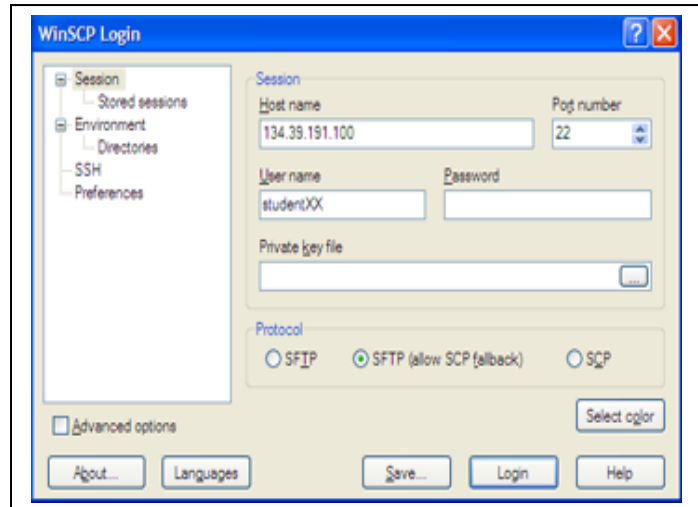 WinSCP Login
Session
Stored sessions
Environment
Directories
SSH
Preferences
Session
Host name
Port number
134.39.191.100
22
User name
Password
studentXX
Private key file
...
Protocol
SFTP
SFTP (allow SCP fallback)
SCP
Select color
Advanced options
About...
Languages
Save...
Login
Help